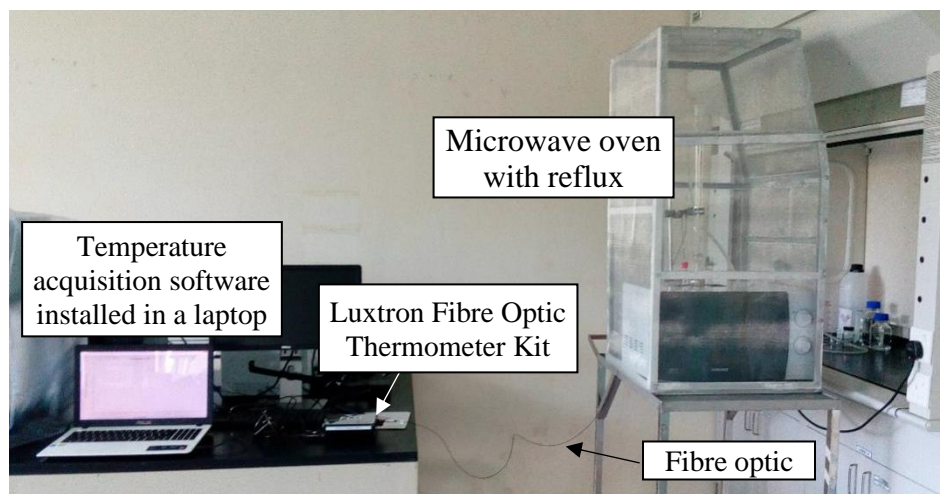 Microwave oven
with reflux
Temperature
acquisition software
installed in a laptop
Luxtron Fibre Optic
Thermometer Kit
Fibre optic